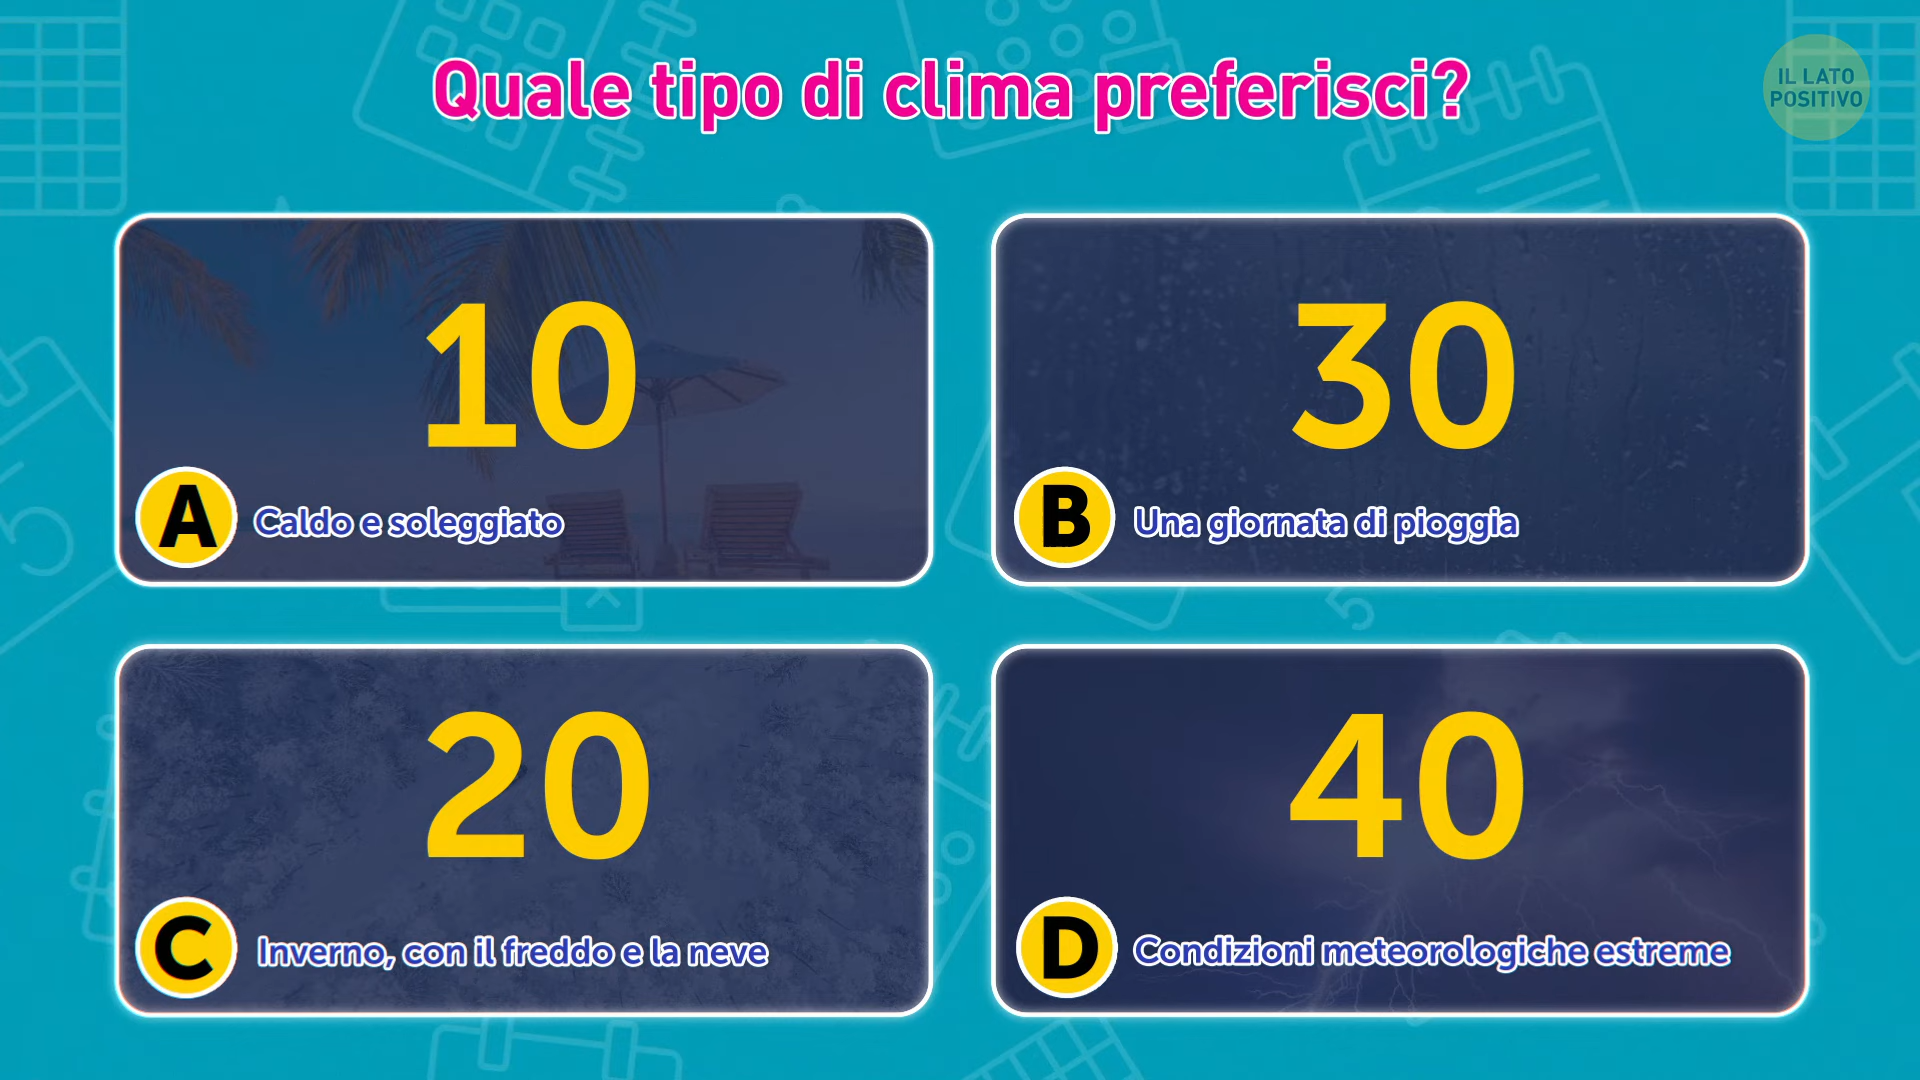 Quale tipo di clima preferisci?
IL LATO
POSITIVO
10
A Caldo e soleggiato
30
B Una giornata di pioggia
20
C Inverno, con il freddo e la neve
40
D Condizioni meteorologiche estreme